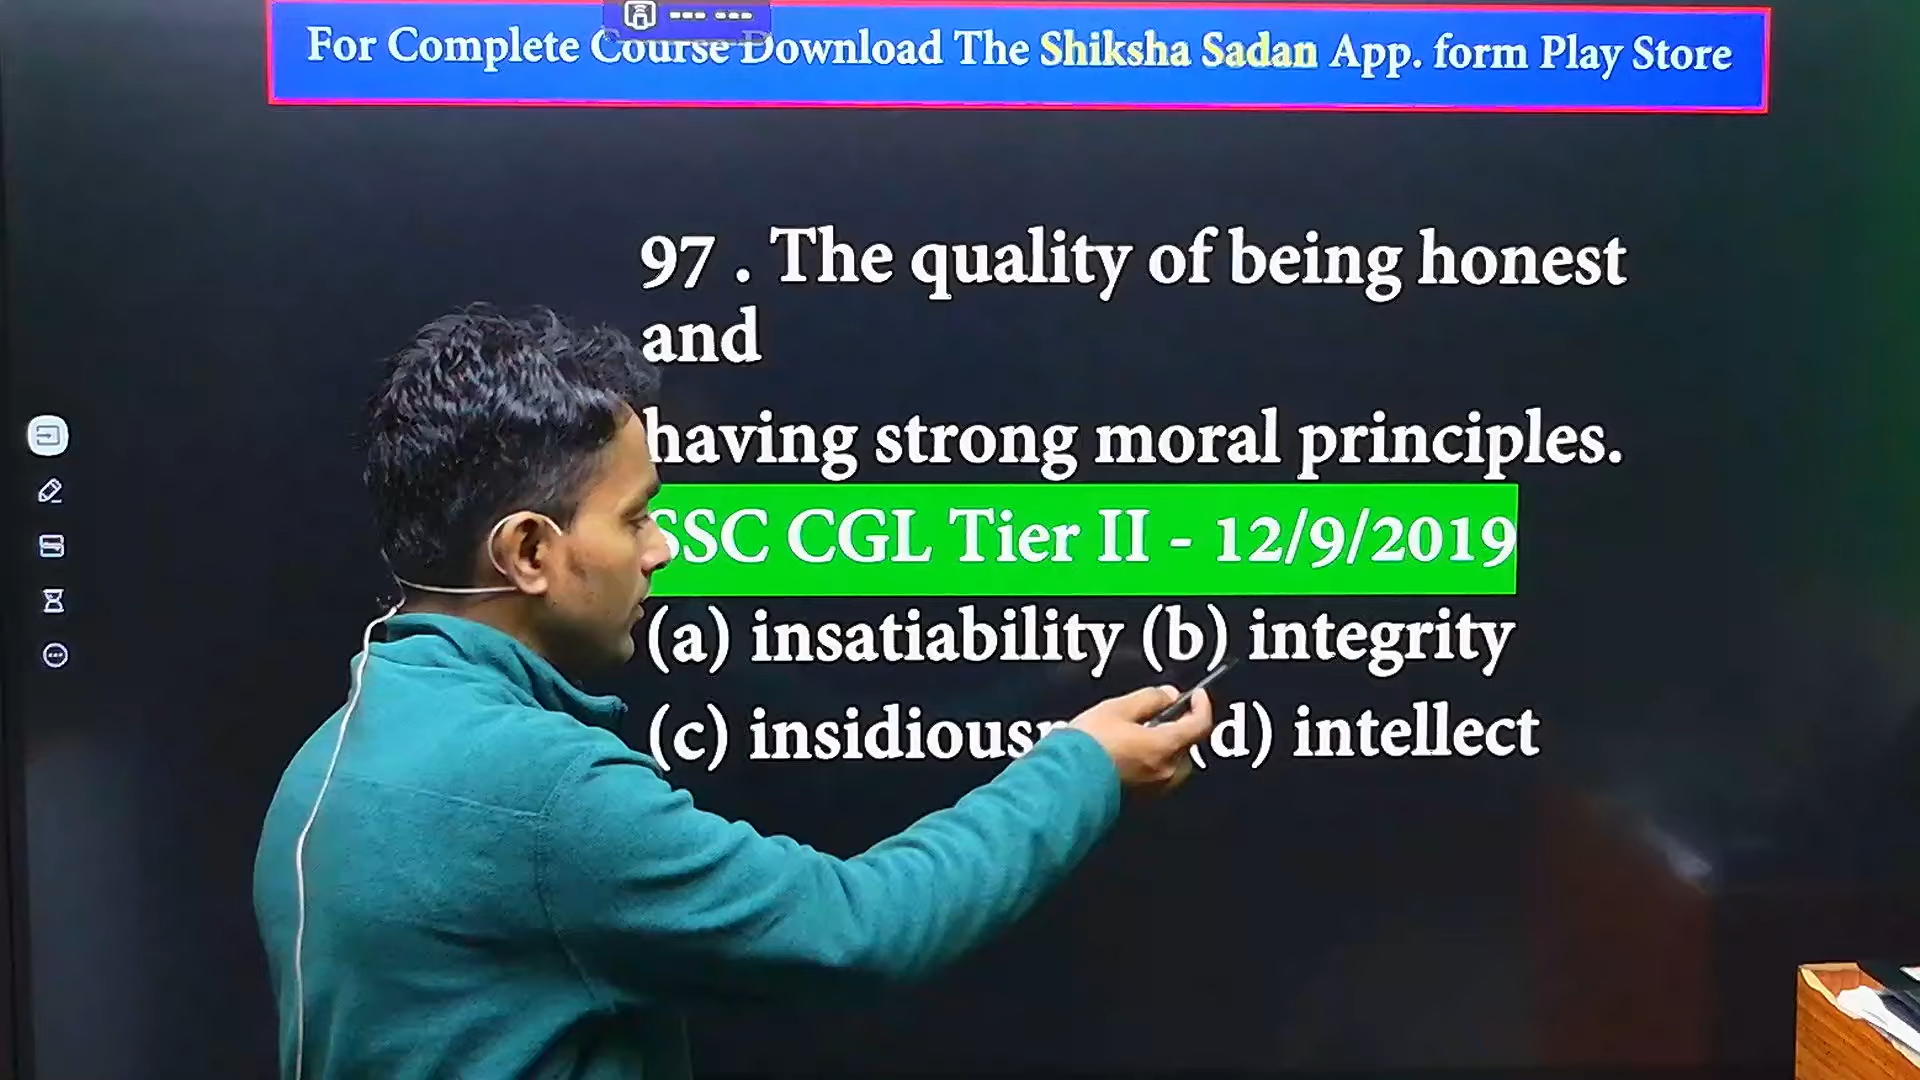 For Complete Course Download The Shiksha Sadan App. form Play Store
97 . The quality of being honest
and
having strong moral principles.
SSC CGL Tier II - 12/9/2019
(a) insatiability (b) integrity
(c) (d) intellect